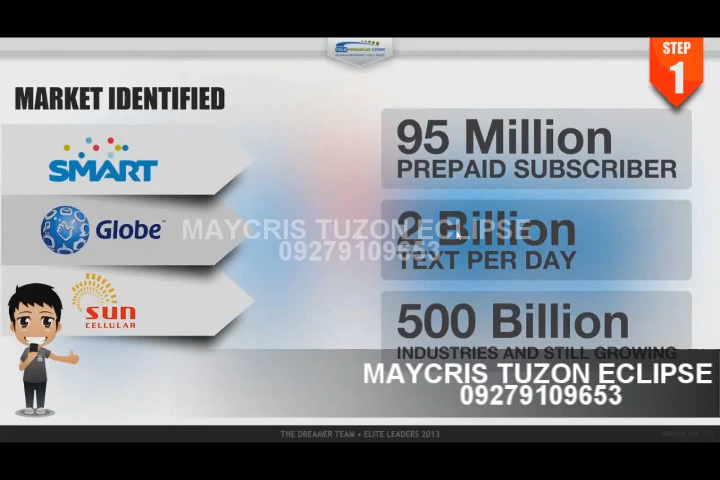 STEP
1
MARKET IDENTIFIED
SMART
Globe
sun
CELLULAR
95 Million
PREPAID SUBSCRIBER
2 Billion
TEXT PER DAY
500 Billion
INDUSTRIES AND STILL GROWING
MAYCRIS TUZON ECLIPSE
09279109653
MAYCRIS TUZON ECLIPSE
09279109653
THE DREAMER TEAM • ELITE LEADERS 2013